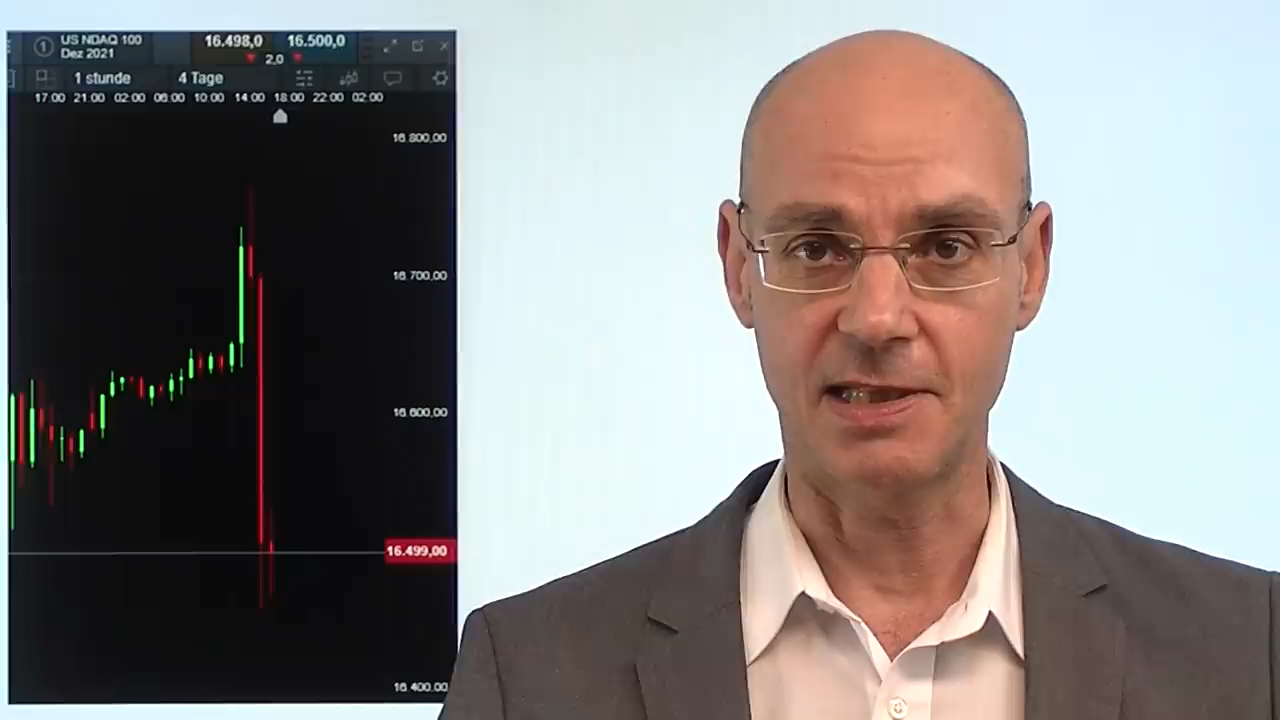 1 US NDAQ 100 16.498,0 16.500,0
Dez 2021 2,0
1 stunde 4 Tage
17:00 21:00 02:00 06:00 10:00 14:00 18:00 22:00 02:00
16.800,00
16.700,00
16.600,00
16.499,00
16.400,00